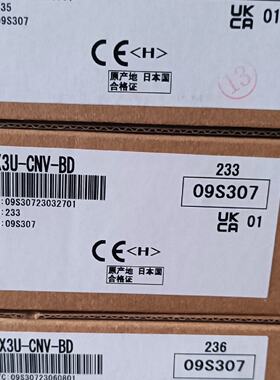 35
09S307
UK
CA 01
CE <H>
原产地 日本国
合格证
13
X3U-CNV-BD
233
: 09S30723032701
: 233
: 09S307
09S307
UK
CA 01
CE <H>
原产地 日本国
合格证
X3U-CNV-BD
236
09S307
C: 09S30723060801